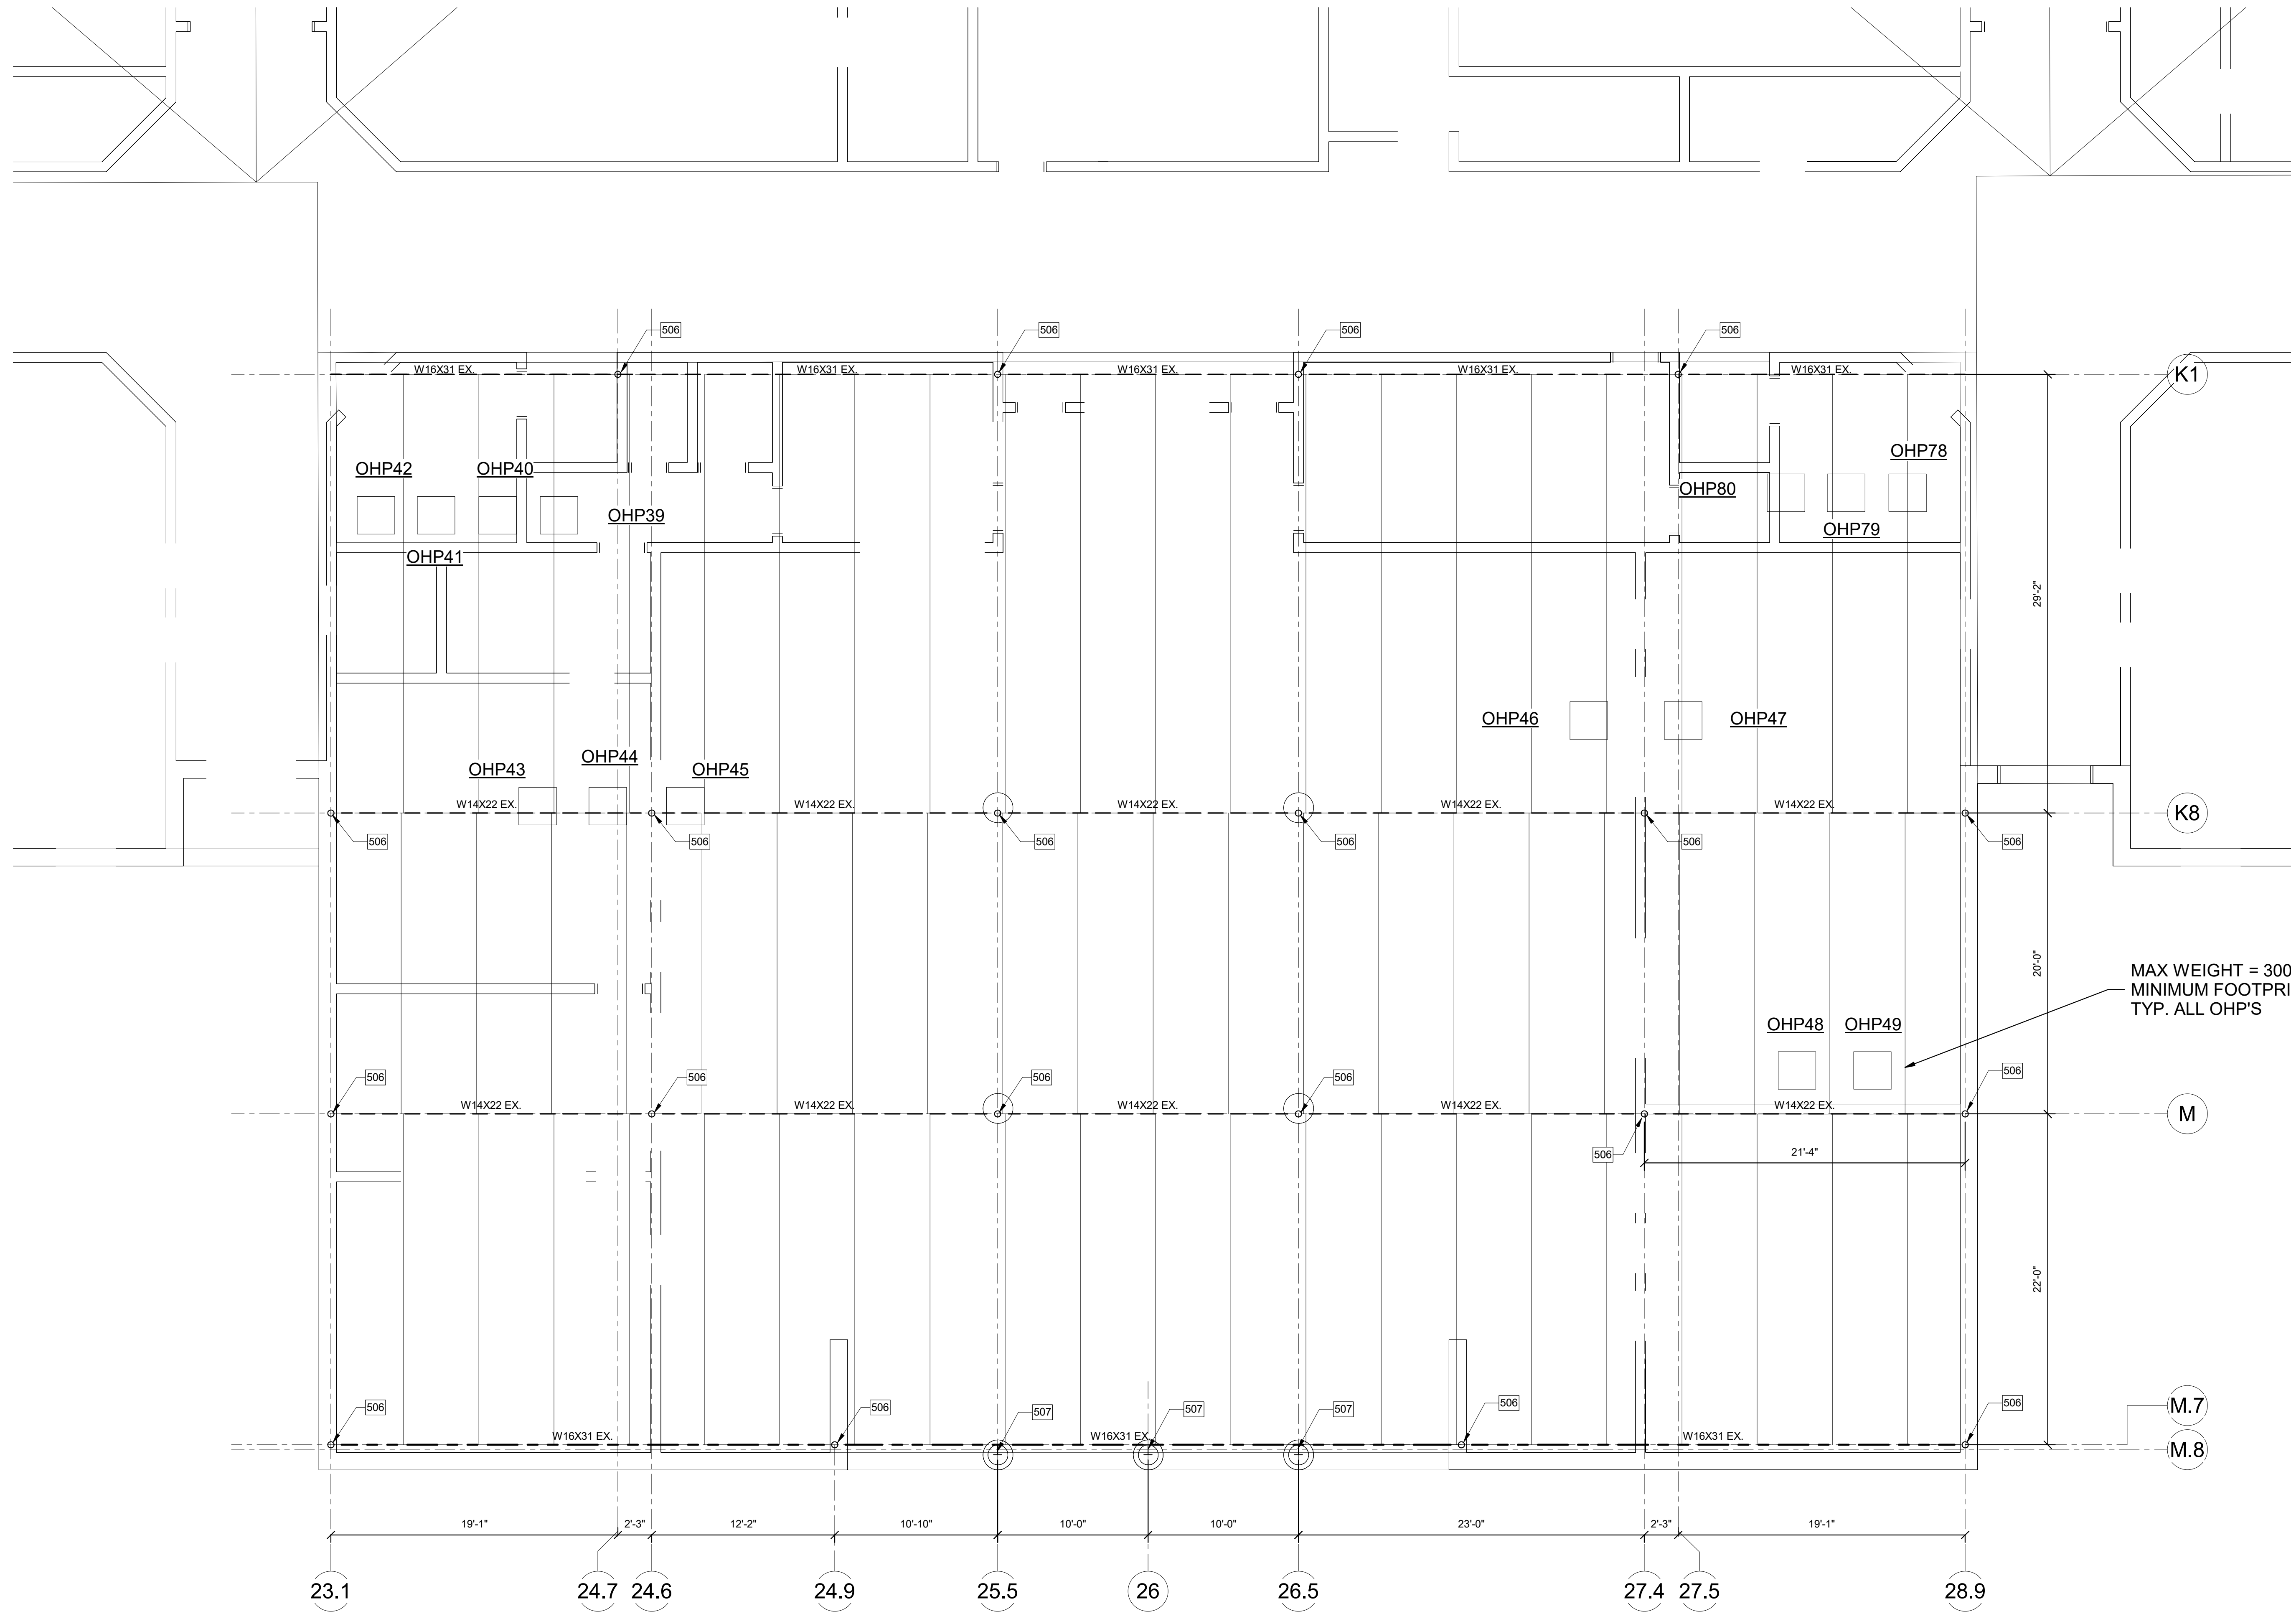 506
506
506
506
K1
W16X31 EX.
W16X31 EX.
W16X31 EX.
W16X31 EX.
W16X31 EX.
OHP42
OHP40
OHP78
OHP80
OHP39
OHP79
OHP41
29'-2"
OHP46
OHP47
OHP44
OHP43
OHP45
W14X22 EX.
W14X22 EX.
W14X22 EX.
W14X22 EX.
W14X22 EX.
K8
506
506
506
506
506
506
20'-0"
MAX WEIGHT = 300
MINIMUM FOOTPRI
TYP. ALL OHP'S
OHP48
OHP49
506
506
506
506
506
W14X22 EX.
W14X22 EX.
W14X22 EX.
W14X22 EX.
W14X22 EX.
M
506
21'-4"
22'-0"
506
506
507
507
507
506
506
M.7
W16X31 EX.
W16X31 EX.
W16X31 EX.
M.8
19'-1"
2'-3"
12'-2"
10'-10"
10'-0"
10'-0"
23'-0"
2'-3"
19'-1"
23.1
24.7
24.6
24.9
25.5
26
26.5
27.4
27.5
28.9